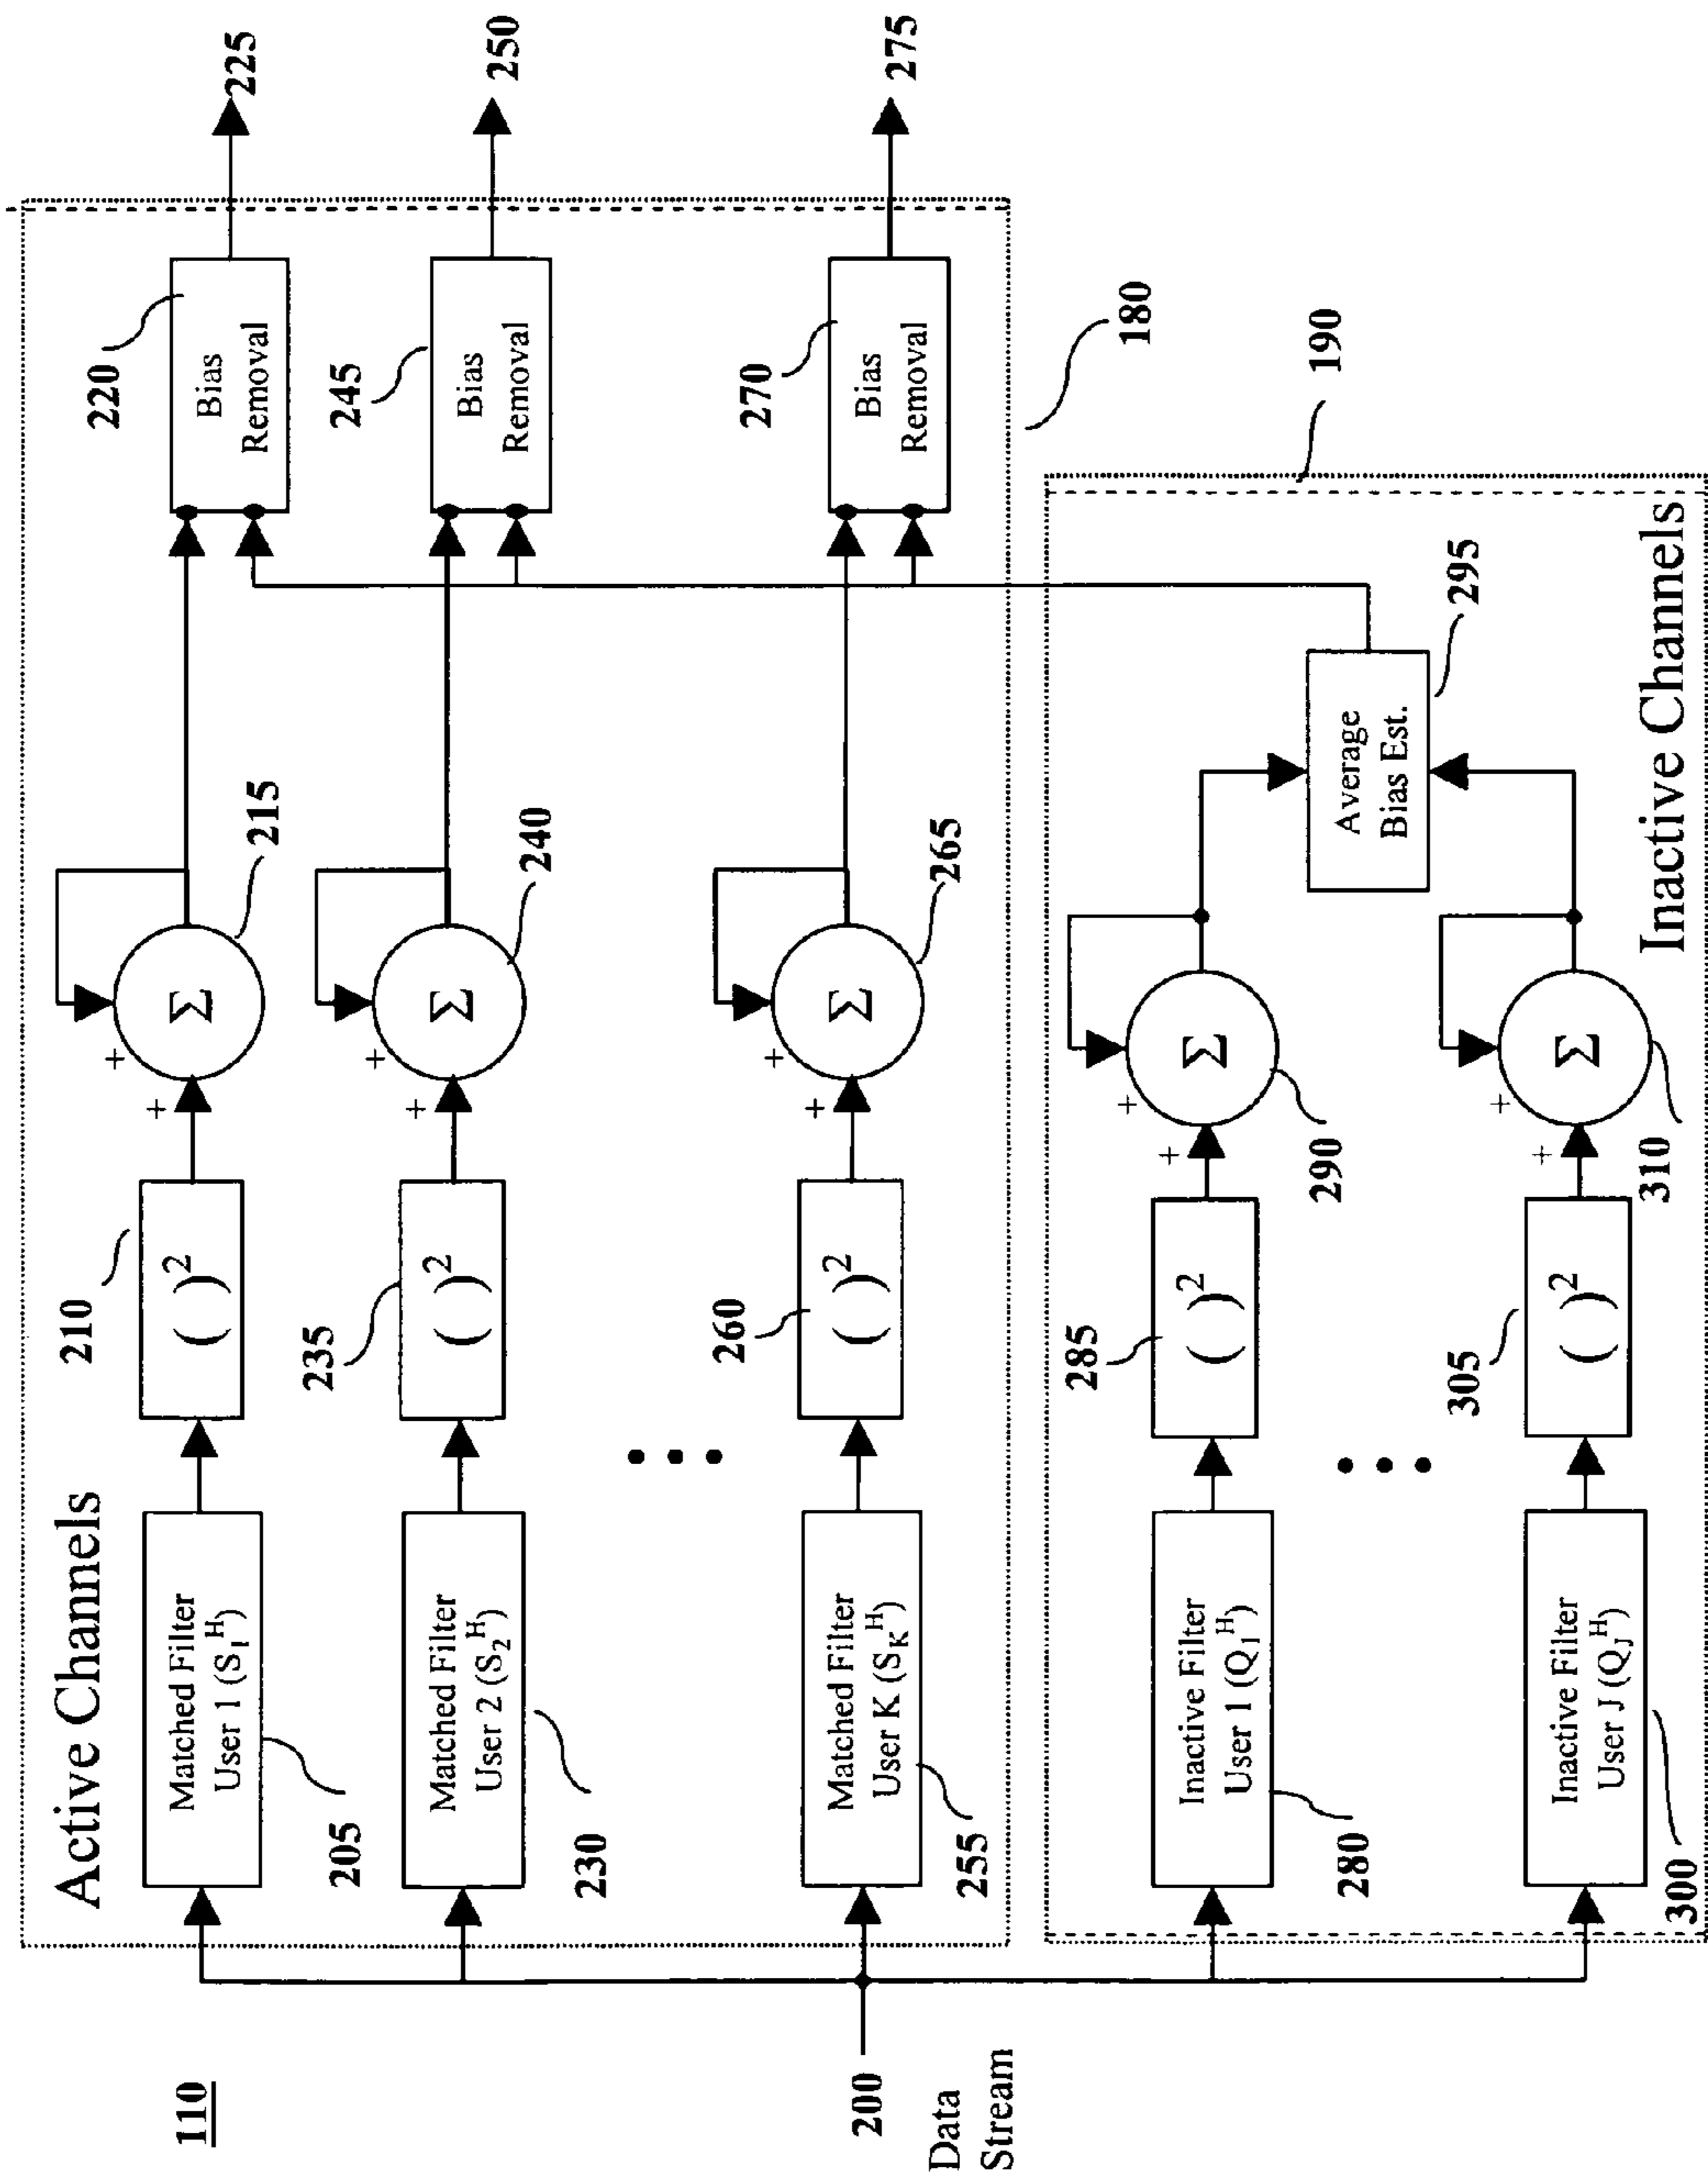 110
Active Channels
Matched Filter
User 1 (S₁ᴴ)
205
210
( )²
+
+
Σ
215
220
Bias
Removal
225
Matched Filter
User 2 (S₂ᴴ)
230
235
( )²
+
+
Σ
240
245
Bias
Removal
250
200
Data
Stream
Matched Filter
User K (S_Kᴴ)
255
260
( )²
+
+
Σ
265
270
Bias
Removal
275
180
190
Inactive Filter
User 1 (Q₁ᴴ)
280
285
( )²
+
+
Σ
290
Average
Bias Est.
295
Inactive Filter
User J (Q_Jᴴ)
300
305
( )²
+
+
Σ
310
Inactive Channels